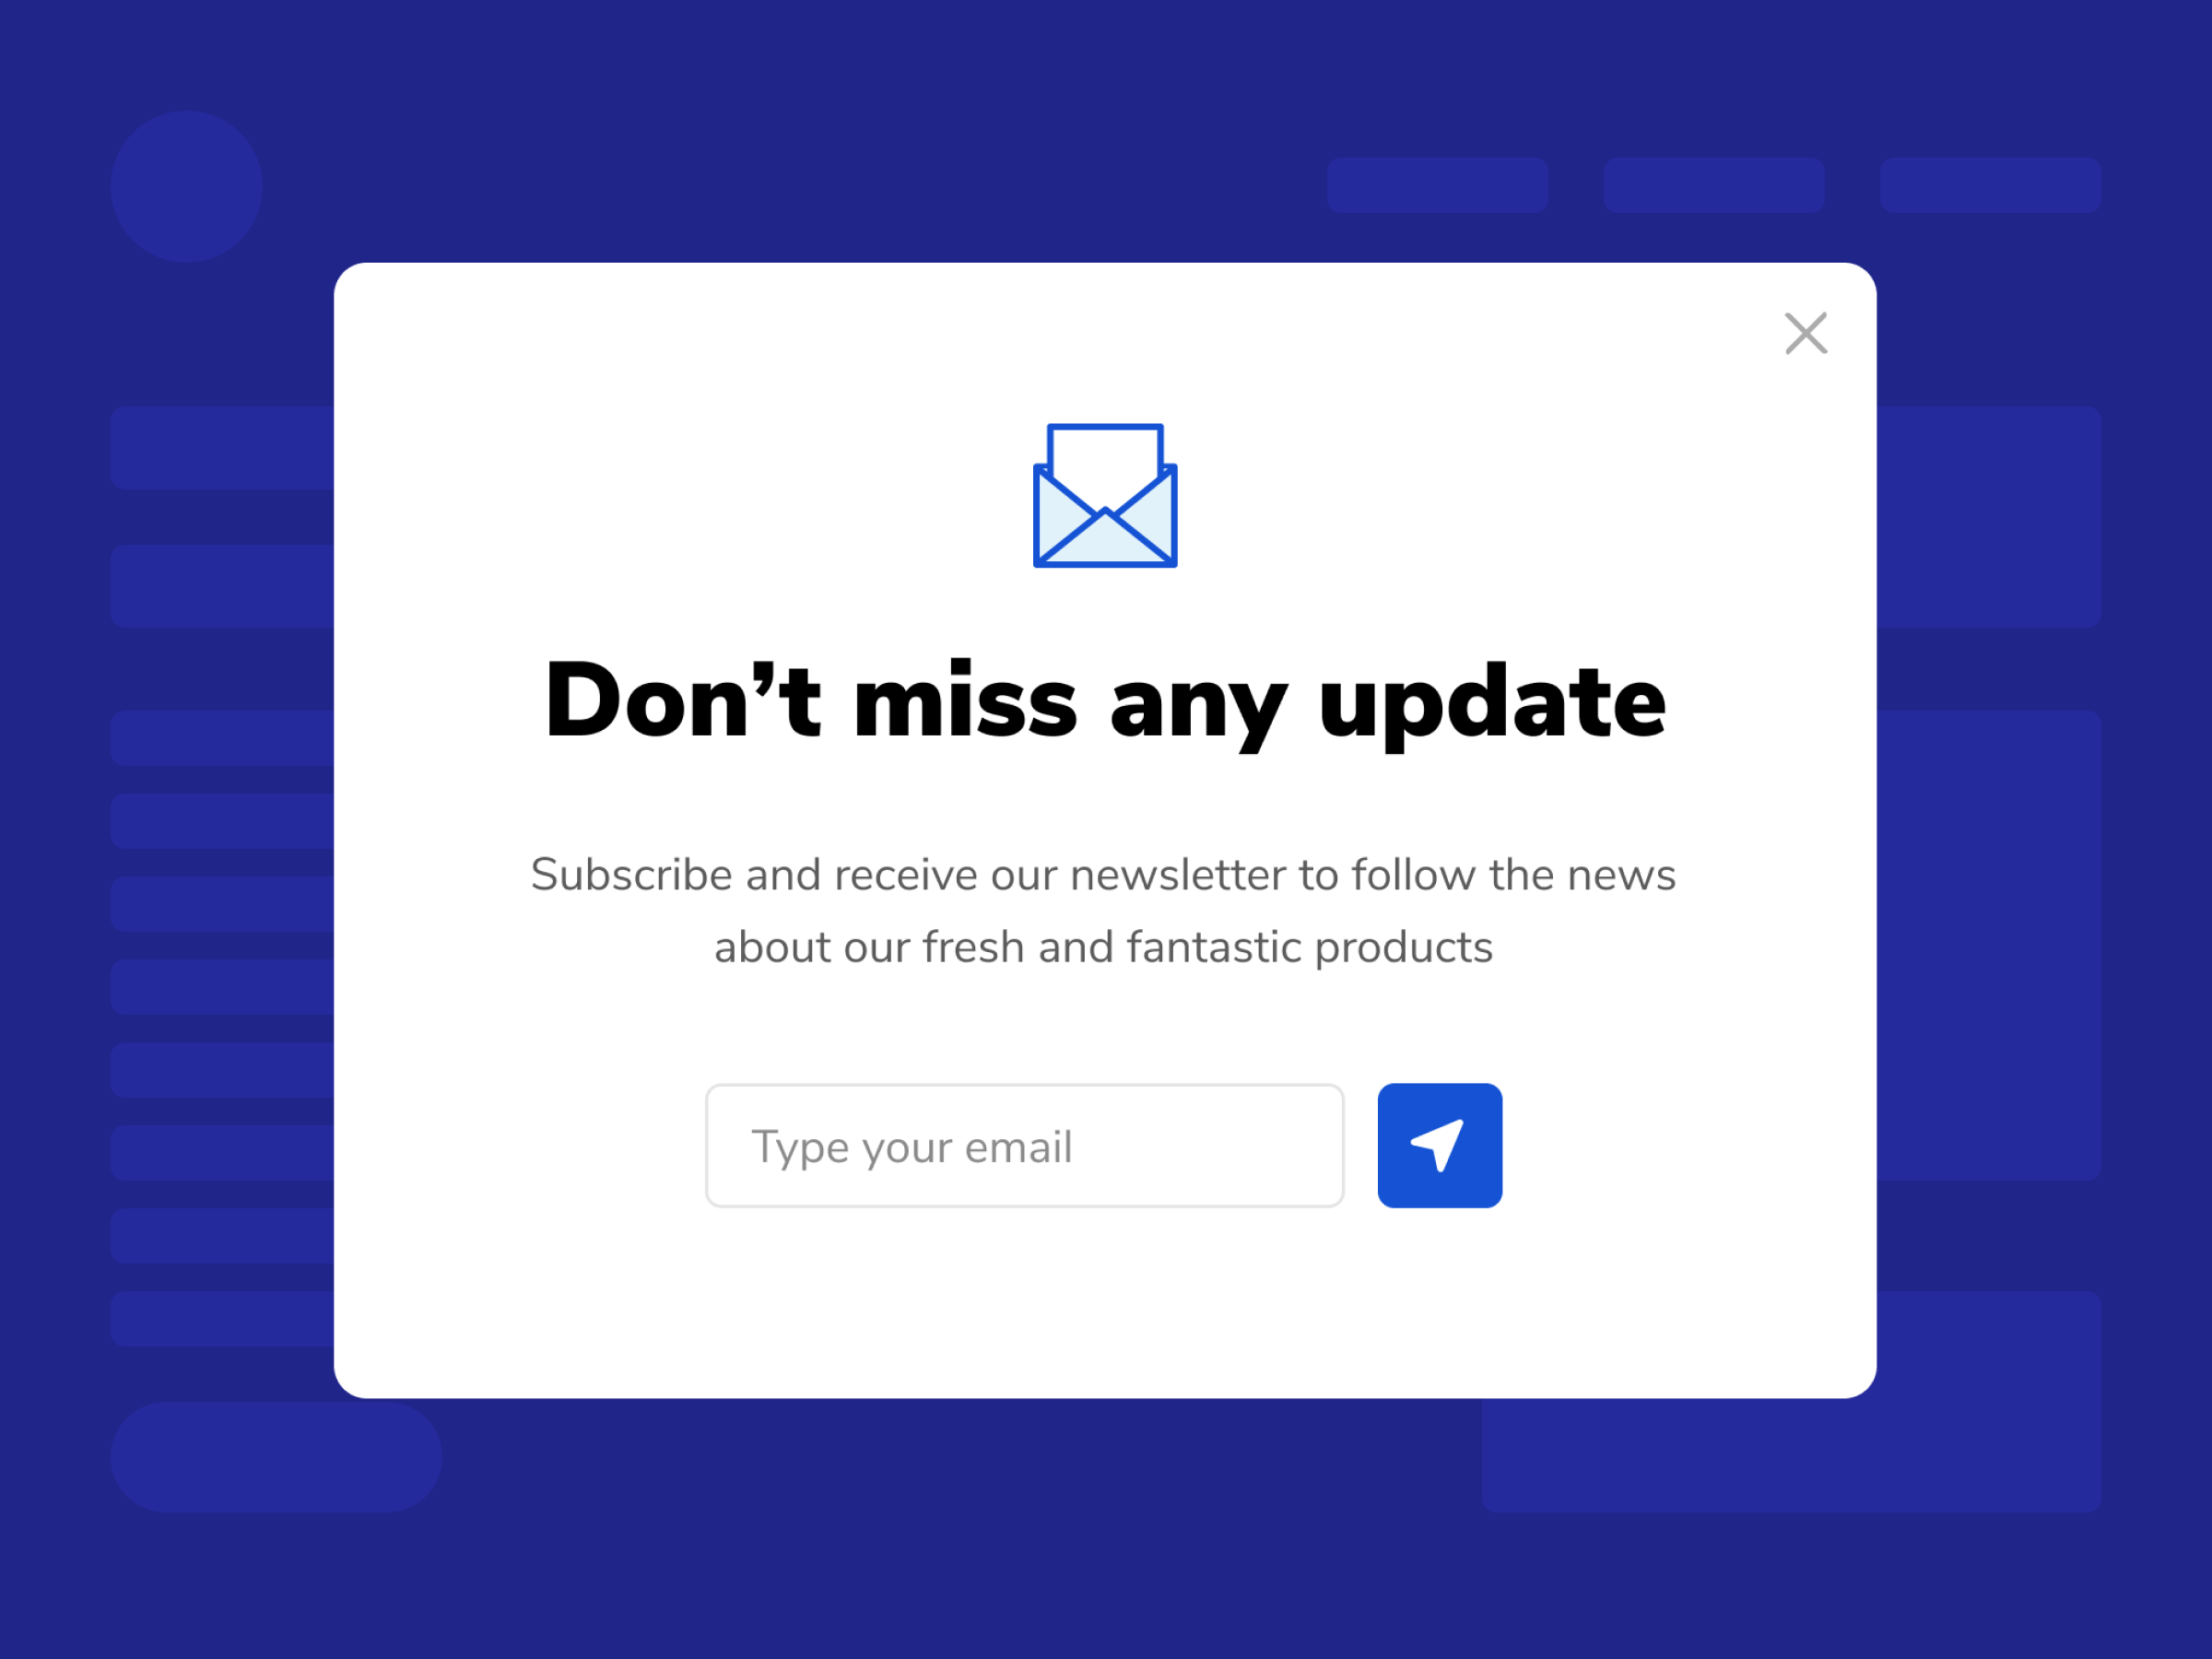 Don’t miss any update
Subscribe and receive our newsletter to follow the news
about our fresh and fantastic products
Type your email